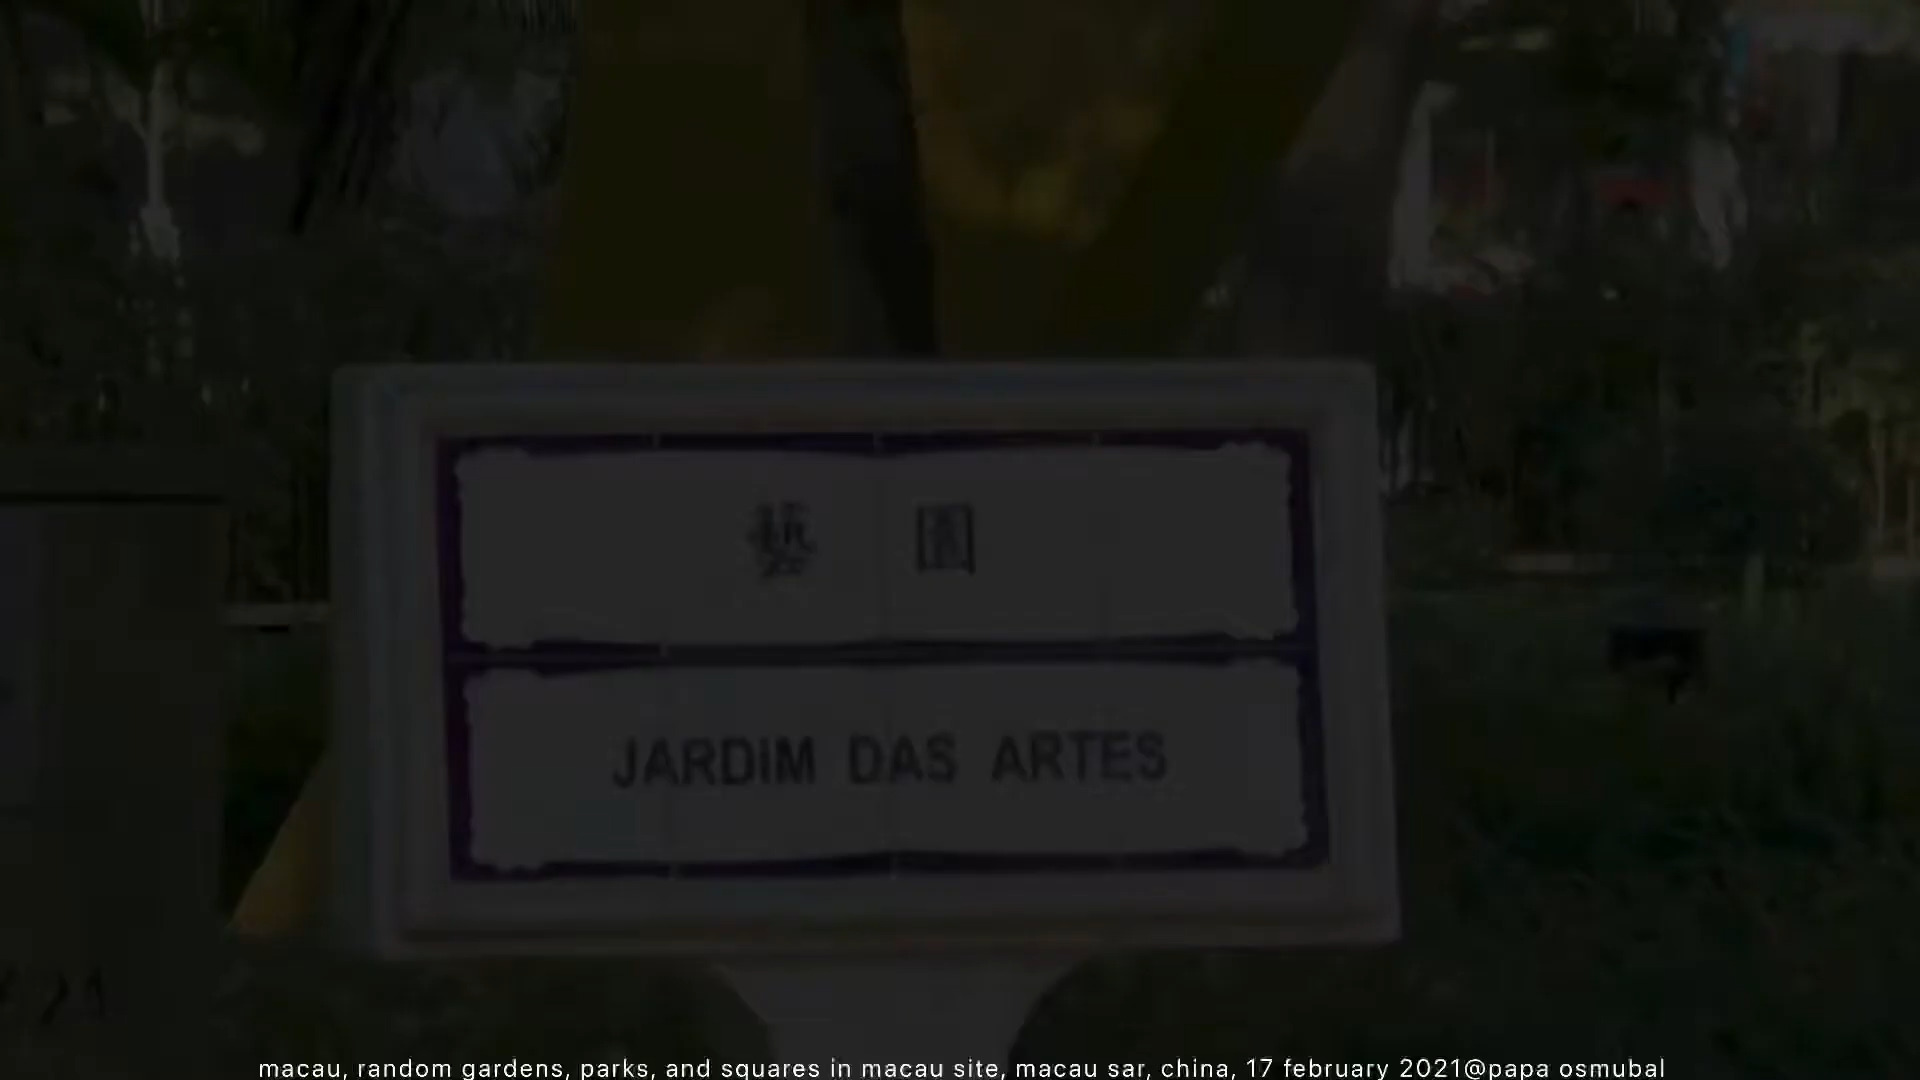 藝 園
JARDIM DAS ARTES
macau, random gardens, parks, and squares in macau site, macau sar, china, 17 february 2021@papa osmubal